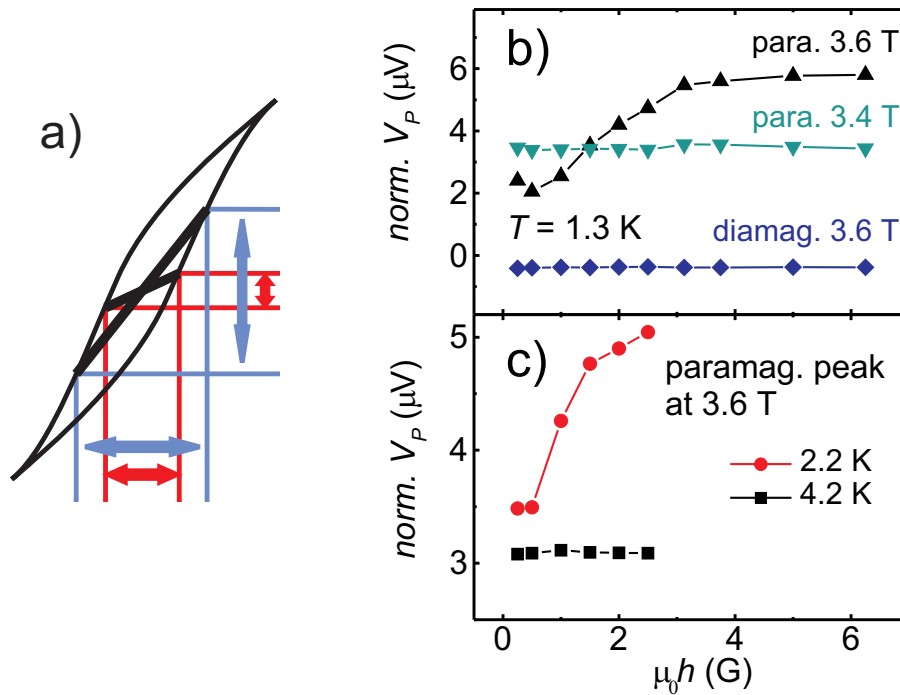 a)
b)
para. 3.6 T
para. 3.4 T
T = 1.3 K
diamag. 3.6 T
norm. V_P (μV)
6
4
2
0
c)
paramag. peak
at 3.6 T
2.2 K
4.2 K
norm. V_P (μV)
5
4
3
0 2 4 6
μ₀h (G)